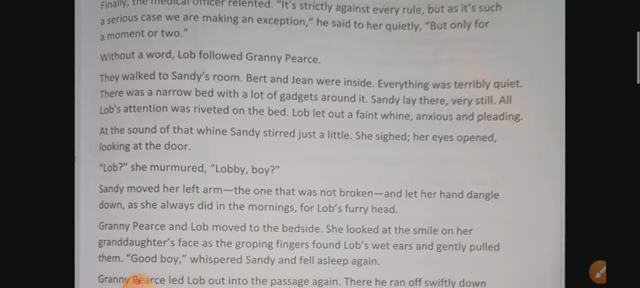 Finally, the medical officer relented. "It's strictly against every rule, but as it's such
a serious case we are making an exception," he said to her quietly, "But only for
a moment or two."
Without a word, Lob followed Granny Pearce.
They walked to Sandy's room. Bert and Jean were inside. Everything was terribly quiet.
There was a narrow bed with a lot of gadgets around it. Sandy lay there, very still. All
Lob's attention was riveted on the bed. Lob let out a faint whine, anxious and pleading.
At the sound of that whine Sandy stirred just a little. She sighed; her eyes opened,
looking at the door.
"Lob?" she murmured, "Lobby, boy?"
Sandy moved her left arm—the one that was not broken—and let her hand dangle
down, as she always did in the mornings, for Lob's furry head.
Granny Pearce and Lob moved to the bedside. She looked at the smile on her
granddaughter's face as the groping fingers found Lob's wet ears and gently pulled
them. "Good boy," whispered Sandy and fell asleep again.
Granny Pearce led Lob out into the passage again. There he ran off swiftly down